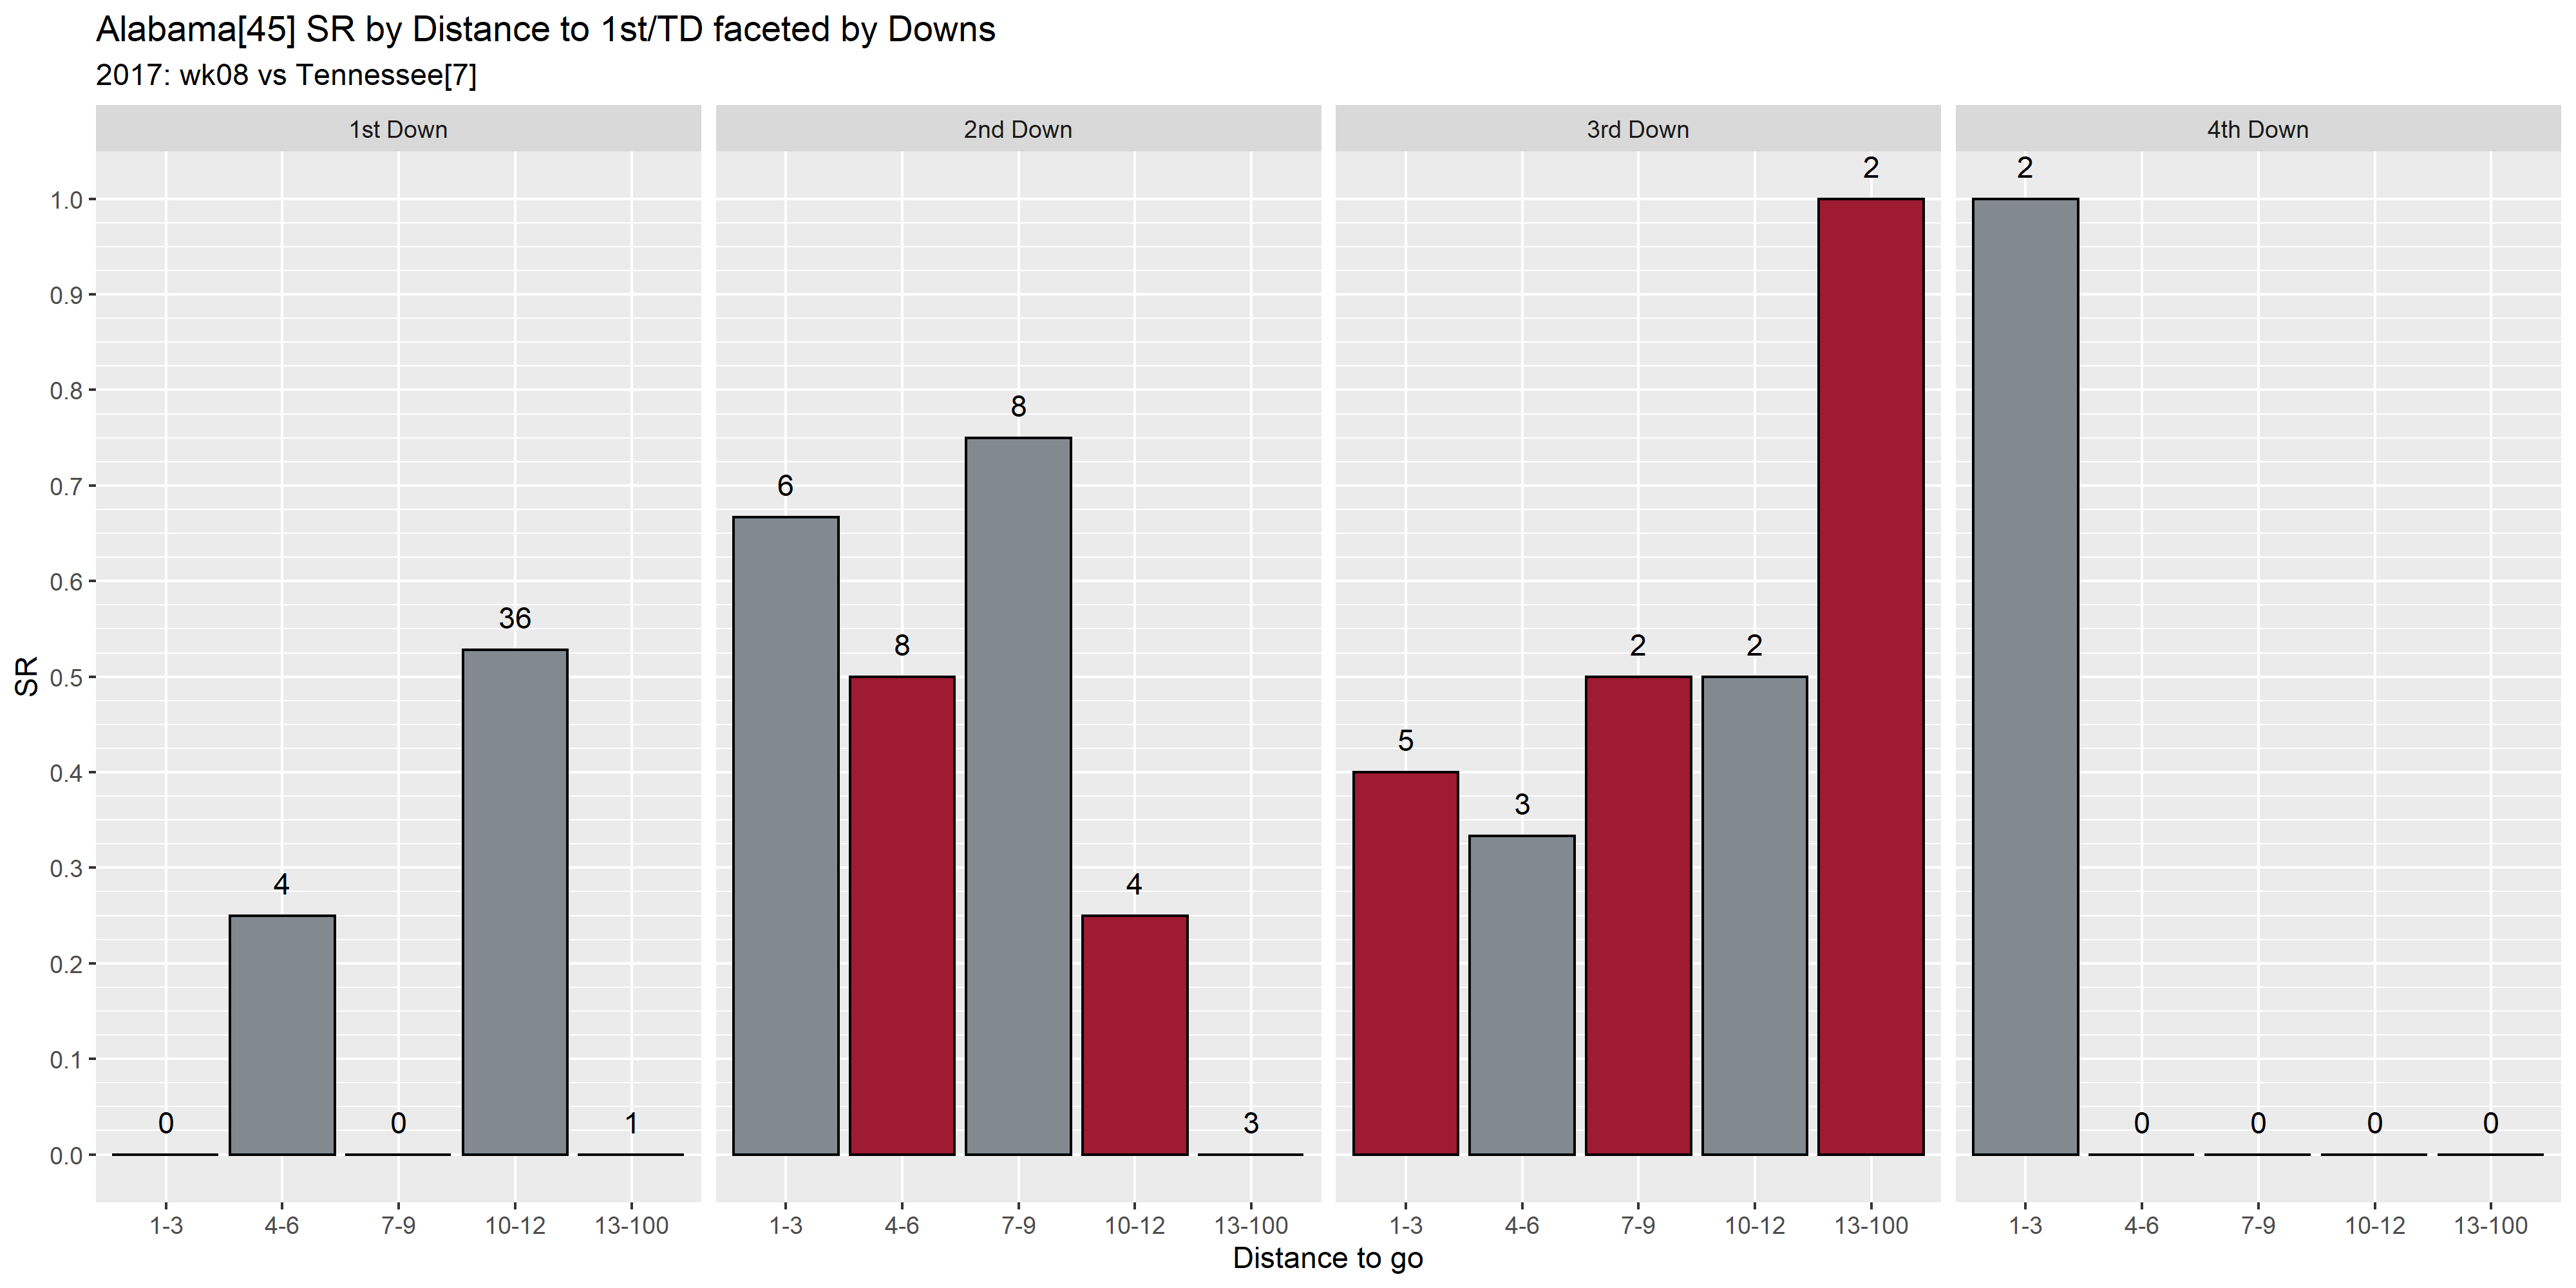 Alabama[45] SR by Distance to 1st/TD faceted by Downs
2017: wk08 vs Tennessee[7]
1st Down 2nd Down 3rd Down 4th Down
SR
1.0
0.9
0.8
0.7
0.6
0.5
0.4
0.3
0.2
0.1
0.0
0 4 0 36 1
6 8 8 4 3
5 3 2 2 2
2 0 0 0 0
1-3 4-6 7-9 10-12 13-100 1-3 4-6 7-9 10-12 13-100 1-3 4-6 7-9 10-12 13-100 1-3 4-6 7-9 10-12 13-100
Distance to go